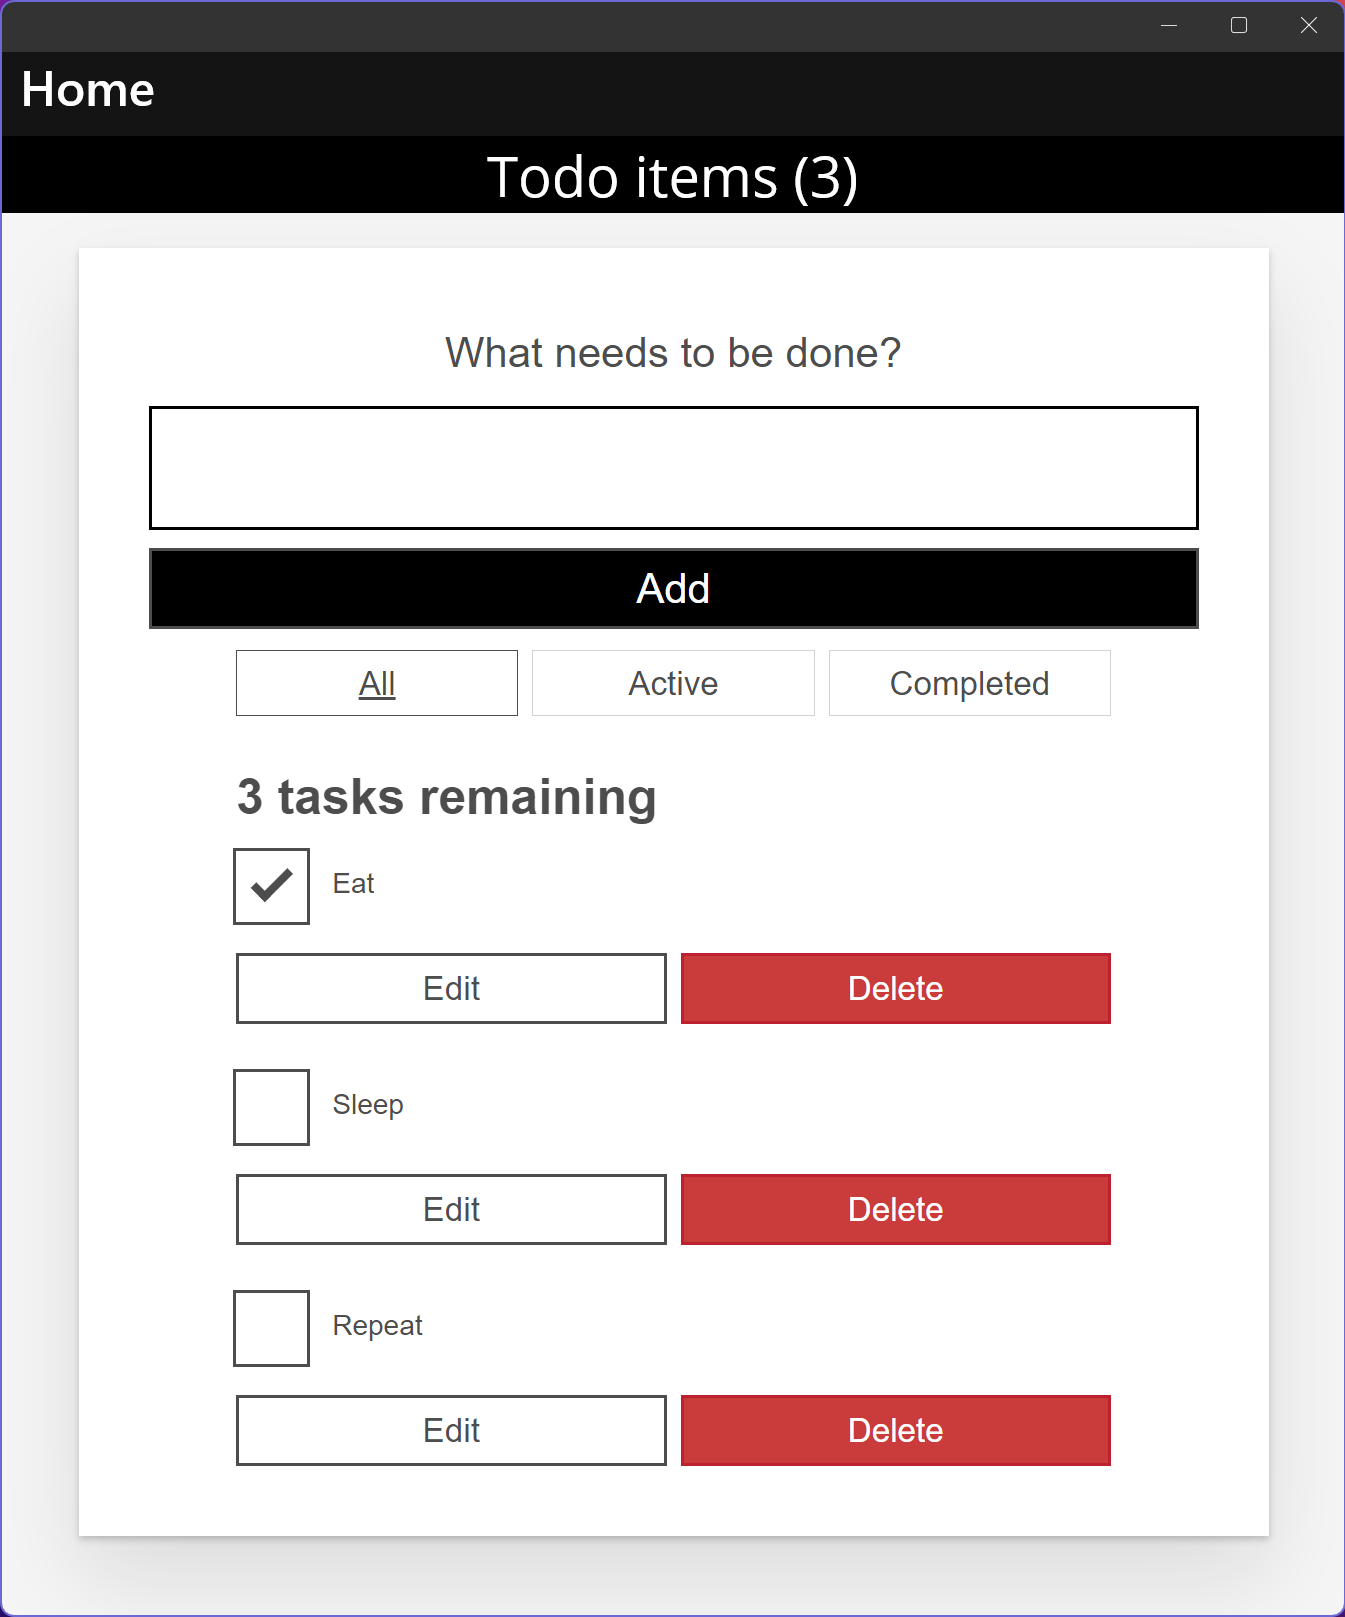 Home
Todo items (3)
What needs to be done?
Add
All Active Completed
3 tasks remaining
Eat
Edit Delete
Sleep
Edit Delete
Repeat
Edit Delete